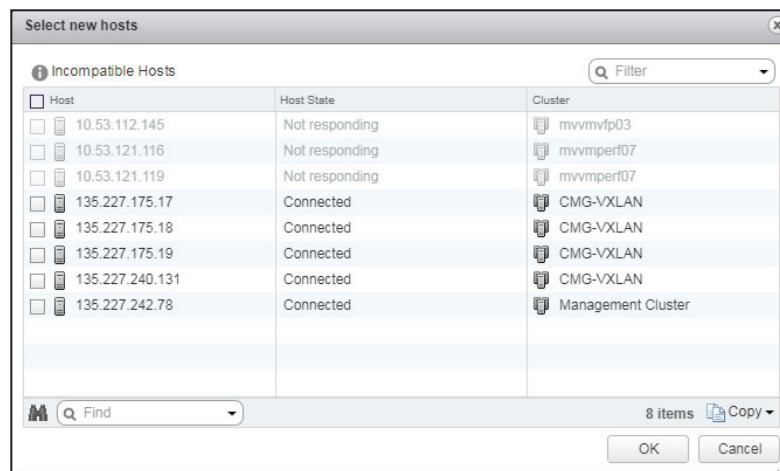 Select new hosts
Incompatible Hosts
Filter
Host Host State Cluster
10.53.112.145 Not responding mvvmvfp03
10.53.121.116 Not responding mvvmperf07
10.53.121.119 Not responding mvvmperf07
135.227.175.17 Connected CMG-VXLAN
135.227.175.18 Connected CMG-VXLAN
135.227.175.19 Connected CMG-VXLAN
135.227.240.131 Connected CMG-VXLAN
135.227.242.78 Connected Management Cluster
Find 8 items Copy
OK Cancel